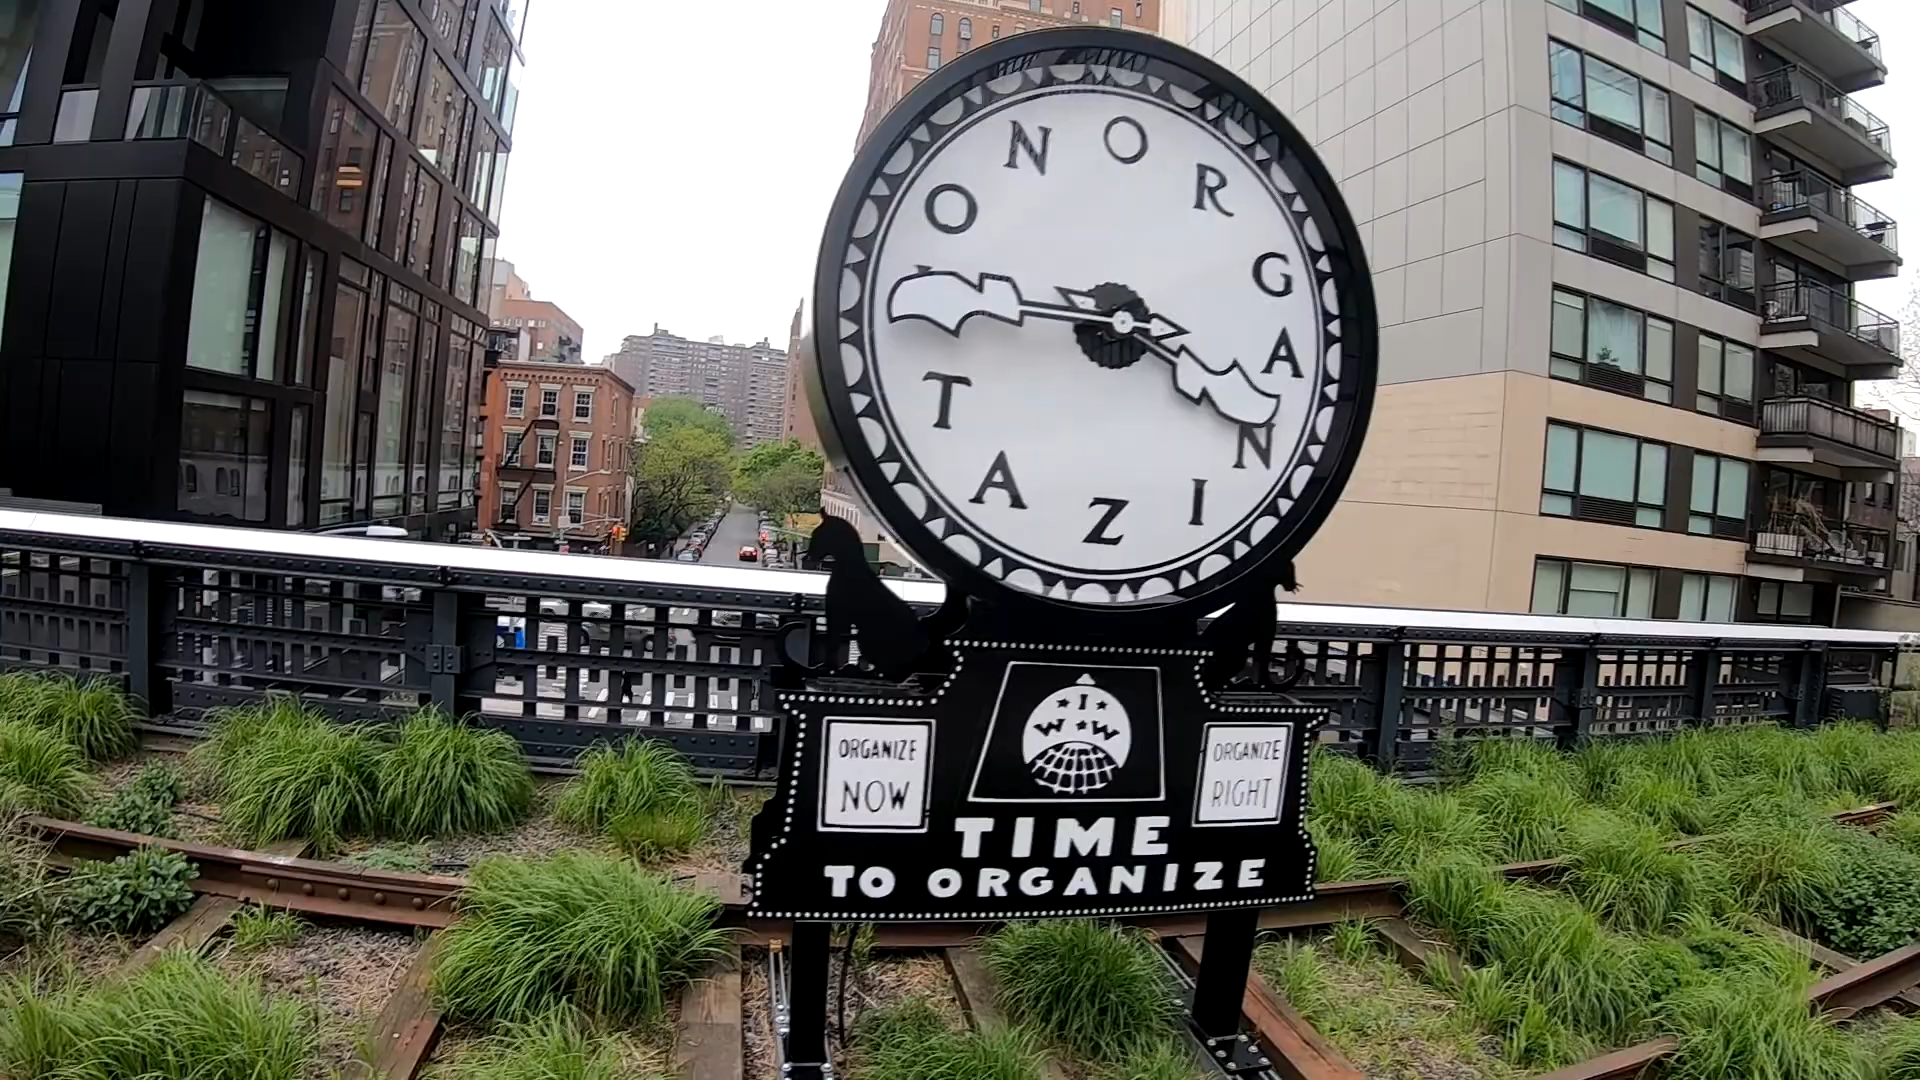 ORGANIZATION
I
W W
ORGANIZE
NOW
ORGANIZE
RIGHT
TIME
TO ORGANIZE